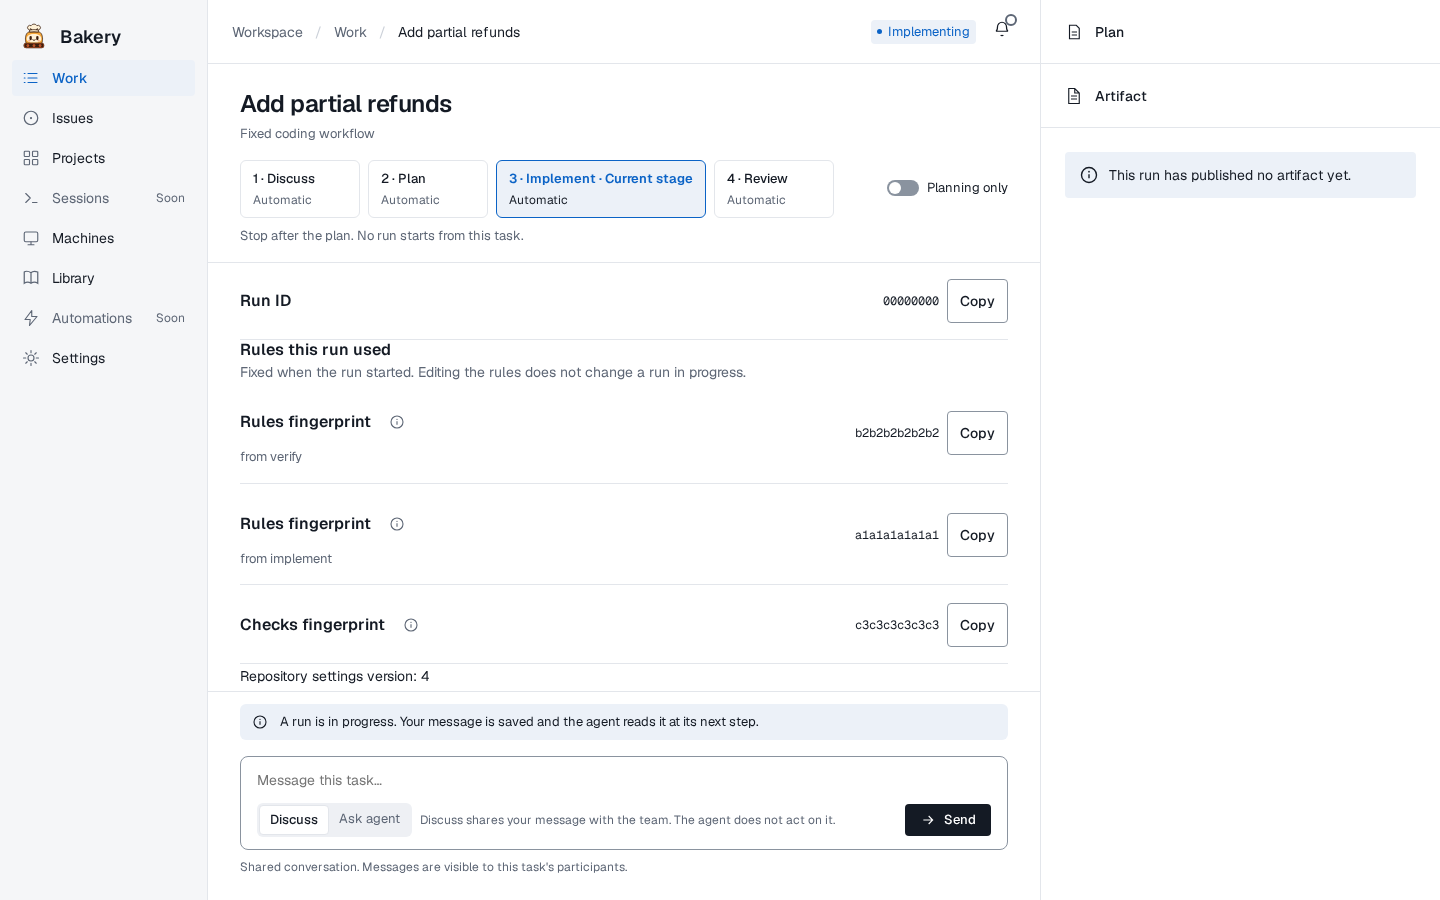 Bakery
Work
Issues
Projects
Sessions Soon
Machines
Library
Automations Soon
Settings
Workspace / Work / Add partial refunds
Implementing
Add partial refunds
Fixed coding workflow
1 · Discuss
Automatic
2 · Plan
Automatic
3 · Implement · Current stage
Automatic
4 · Review
Automatic
Planning only
Stop after the plan. No run starts from this task.
Run ID
00000000
Copy
Rules this run used
Fixed when the run started. Editing the rules does not change a run in progress.
Rules fingerprint
from verify
b2b2b2b2b2b2
Copy
Rules fingerprint
from implement
a1a1a1a1a1a1
Copy
Checks fingerprint
c3c3c3c3c3c3
Copy
Repository settings version: 4
A run is in progress. Your message is saved and the agent reads it at its next step.
Message this task…
Discuss
Ask agent
Discuss shares your message with the team. The agent does not act on it.
Send
Shared conversation. Messages are visible to this task's participants.
Plan
Artifact
This run has published no artifact yet.